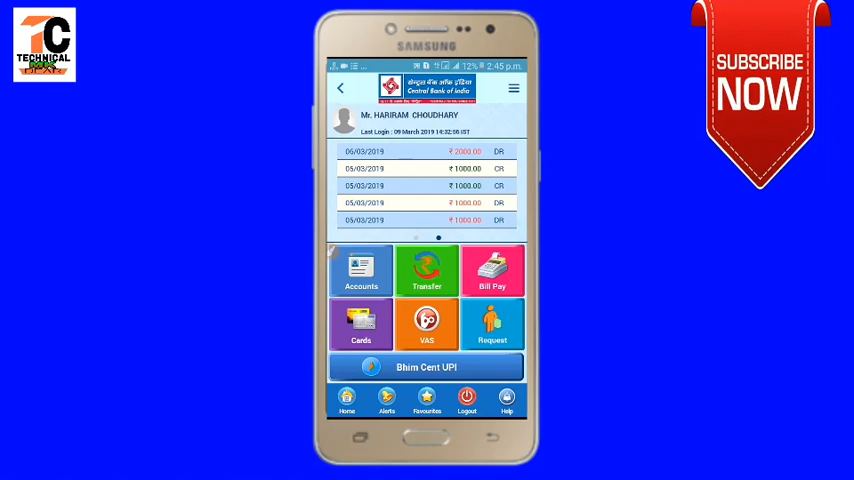 TC
TECHNICAL
SUBSCRIBE
NOW
SAMSUNG
12% 2.45 p.m.
सेन्ट्रल बैंक ऑफ इंडिया
Central Bank of India
Mr. HARIRAM CHOUDHARY
Last Login : 09 March 2019 14:32:56 IST
06/03/2019 ₹ 2000.00 DR
05/03/2019 ₹ 1000.00 CR
05/03/2019 ₹ 1000.00 CR
05/03/2019 ₹ 1000.00 DR
05/03/2019 ₹ 1000.00 DR
Accounts Transfer Bill Pay
Cards VAS Request
Bhim Cent UPI
Home Alerts Favourites Logout Help